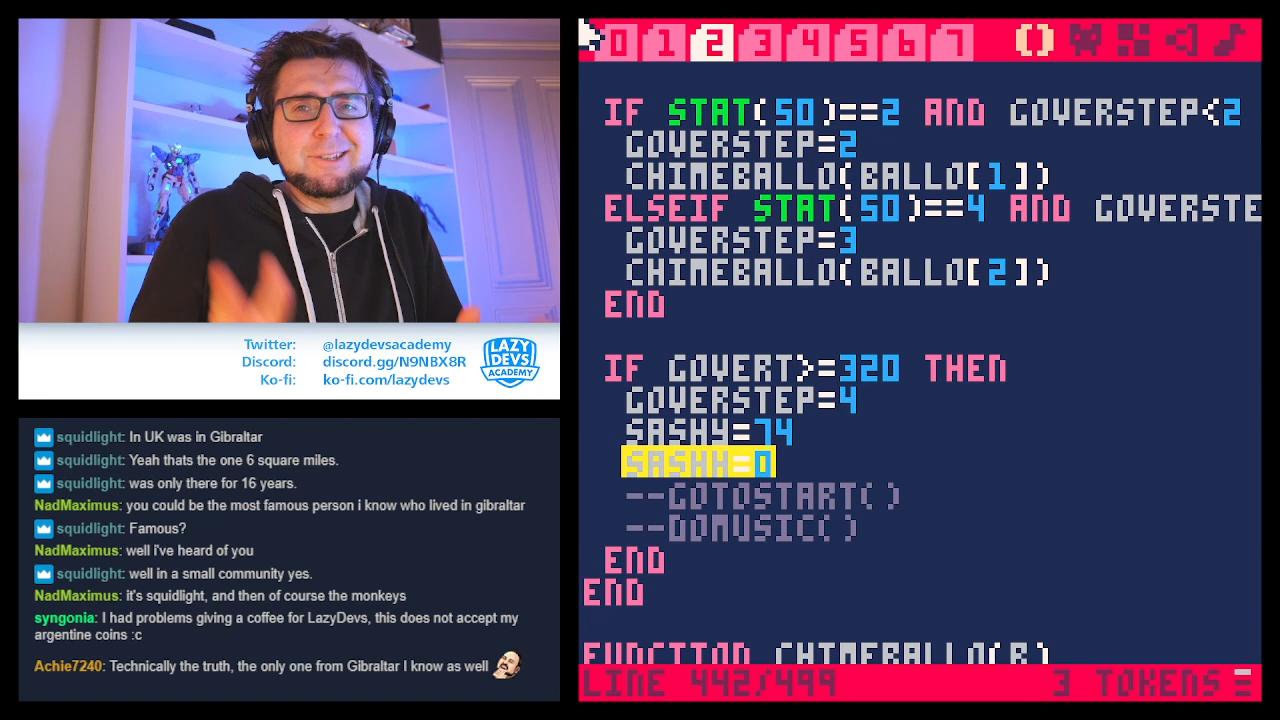 Twitter: @lazydevsacademy
Discord: discord.gg/N9NBX8R
Ko-fi: ko-fi.com/lazydevs
LAZY
DEVS
ACADEMY
squidlight: In UK was in Gibraltar
squidlight: Yeah thats the one 6 square miles.
squidlight: was only there for 16 years.
NadMaximus: you could be the most famous person i know who lived in gibraltar
squidlight: Famous?
NadMaximus: well i've heard of you
squidlight: well in a small community yes.
NadMaximus: it's squidlight, and then of course the monkeys
syngonia: I had problems giving a coffee for LazyDevs, this does not accept my
argentine coins :c
Achie7240: Technically the truth, the only one from Gibraltar I know as well
0 1 2 3 4 5 6 7 ()
IF STAT(50)==2 AND GOVERSTEP<2
GOVERSTEP=2
CHIMEBALLO(BALLO[1])
ELSEIF STAT(50)==4 AND GOVERSTE
GOVERSTEP=3
CHIMEBALLO(BALLO[2])
END
IF GOVERT>=320 THEN
GOVERSTEP=4
SASHY=74
SASHH=0
--GOTOSTART()
--DOMUSIC()
END
END
FUNCTION CHIMEBALLO(B)
LINE 442/499 3 TOKENS